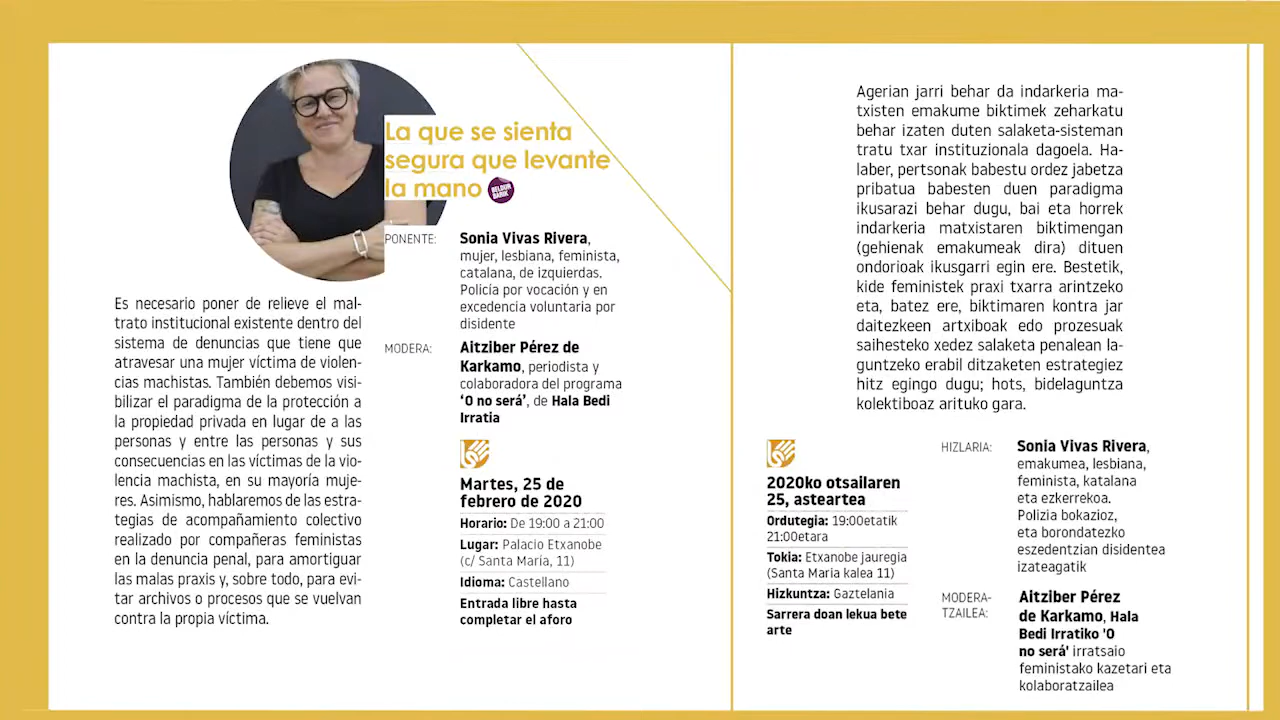 La que se sienta
segura que levante
la mano
BELDUR
BARIK
PONENTE:
Sonia Vivas Rivera,
mujer, lesbiana, feminista,
catalana, de izquierdas.
Policía por vocación y en
excedencia voluntaria por
disidente
MODERA:
Aitziber Pérez de
Karkamo, periodista y
colaboradora del programa
‘O no será’, de Hala Bedi
Irratia
Es necesario poner de relieve el mal-
trato institucional existente dentro del
sistema de denuncias que tiene que
atravesar una mujer víctima de violen-
cias machistas. También debemos visi-
bilizar el paradigma de la protección a
la propiedad privada en lugar de a las
personas y entre las personas y sus
consecuencias en las víctimas de la vio-
lencia machista, en su mayoría muje-
res. Asimismo, hablaremos de las estra-
tegias de acompañamiento colectivo
realizado por compañeras feministas
en la denuncia penal, para amortiguar
las malas praxis y, sobre todo, para evi-
tar archivos o procesos que se vuelvan
contra la propia víctima.
Martes, 25 de
febrero de 2020
Horario: De 19:00 a 21:00
Lugar: Palacio Etxanobe
(c/ Santa María, 11)
Idioma: Castellano
Entrada libre hasta
completar el aforo
Agerian jarri behar da indarkeria ma-
txisten emakume biktimek zeharkatu
behar izaten duten salaketa-sisteman
tratu txar instituzionala dagoela. Ha-
laber, pertsonak babestu ordez jabetza
pribatua babesten duen paradigma
ikusarazi behar dugu, bai eta horrek
indarkeria matxistaren biktimengan
(gehienak emakumeak dira) dituen
ondorioak ikusgarri egin ere. Bestetik,
kide feministek praxi txarra arintzeko
eta, batez ere, biktimaren kontra jar
daitezkeen artxiboak edo prozesuak
saihesteko xedez salaketa penalean la-
guntzeko erabil ditzaketen estrategiez
hitz egingo dugu; hots, bidelaguntza
kolektiboaz arituko gara.
2020ko otsailaren
25, asteartea
Ordutegia: 19:00etatik
21:00etara
Tokia: Etxanobe jauregia
(Santa Maria kalea 11)
Hizkuntza: Gaztelania
Sarrera doan lekua bete
arte
HIZLARIA:
Sonia Vivas Rivera,
emakumea, lesbiana,
feminista, katalana
eta ezkerrekoa.
Polizia bokazioz,
eta borondatezko
eszedentzian disidentea
izateagatik
MODERA-
TZAILEA:
Aitziber Pérez
de Karkamo, Hala
Bedi Irratiko 'O
no será' irratsaio
feministako kazetari eta
kolaboratzailea